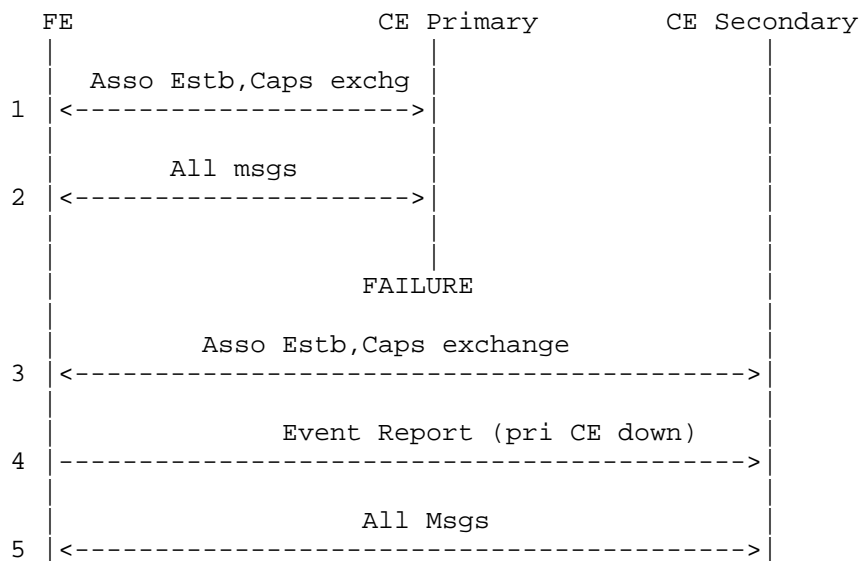 FE CE Primary CE Secondary
Asso Estb,Caps exchg
1 |<--------------------->|
All msgs
2 |<--------------------->|
FAILURE
Asso Estb,Caps exchange
3 |<------------------------------------------>|
Event Report (pri CE down)
4 |------------------------------------------->|
All Msgs
5 |<------------------------------------------>|